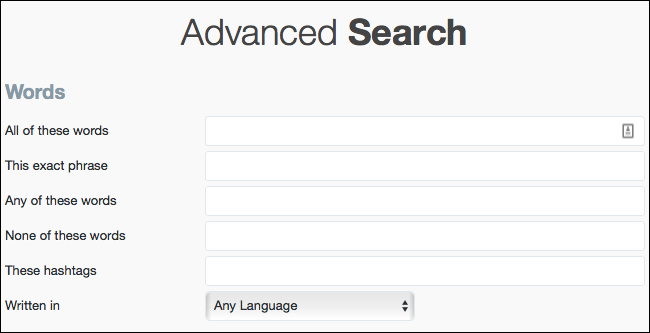 Advanced Search
Words
All of these words
This exact phrase
Any of these words
None of these words
These hashtags
Written in Any Language